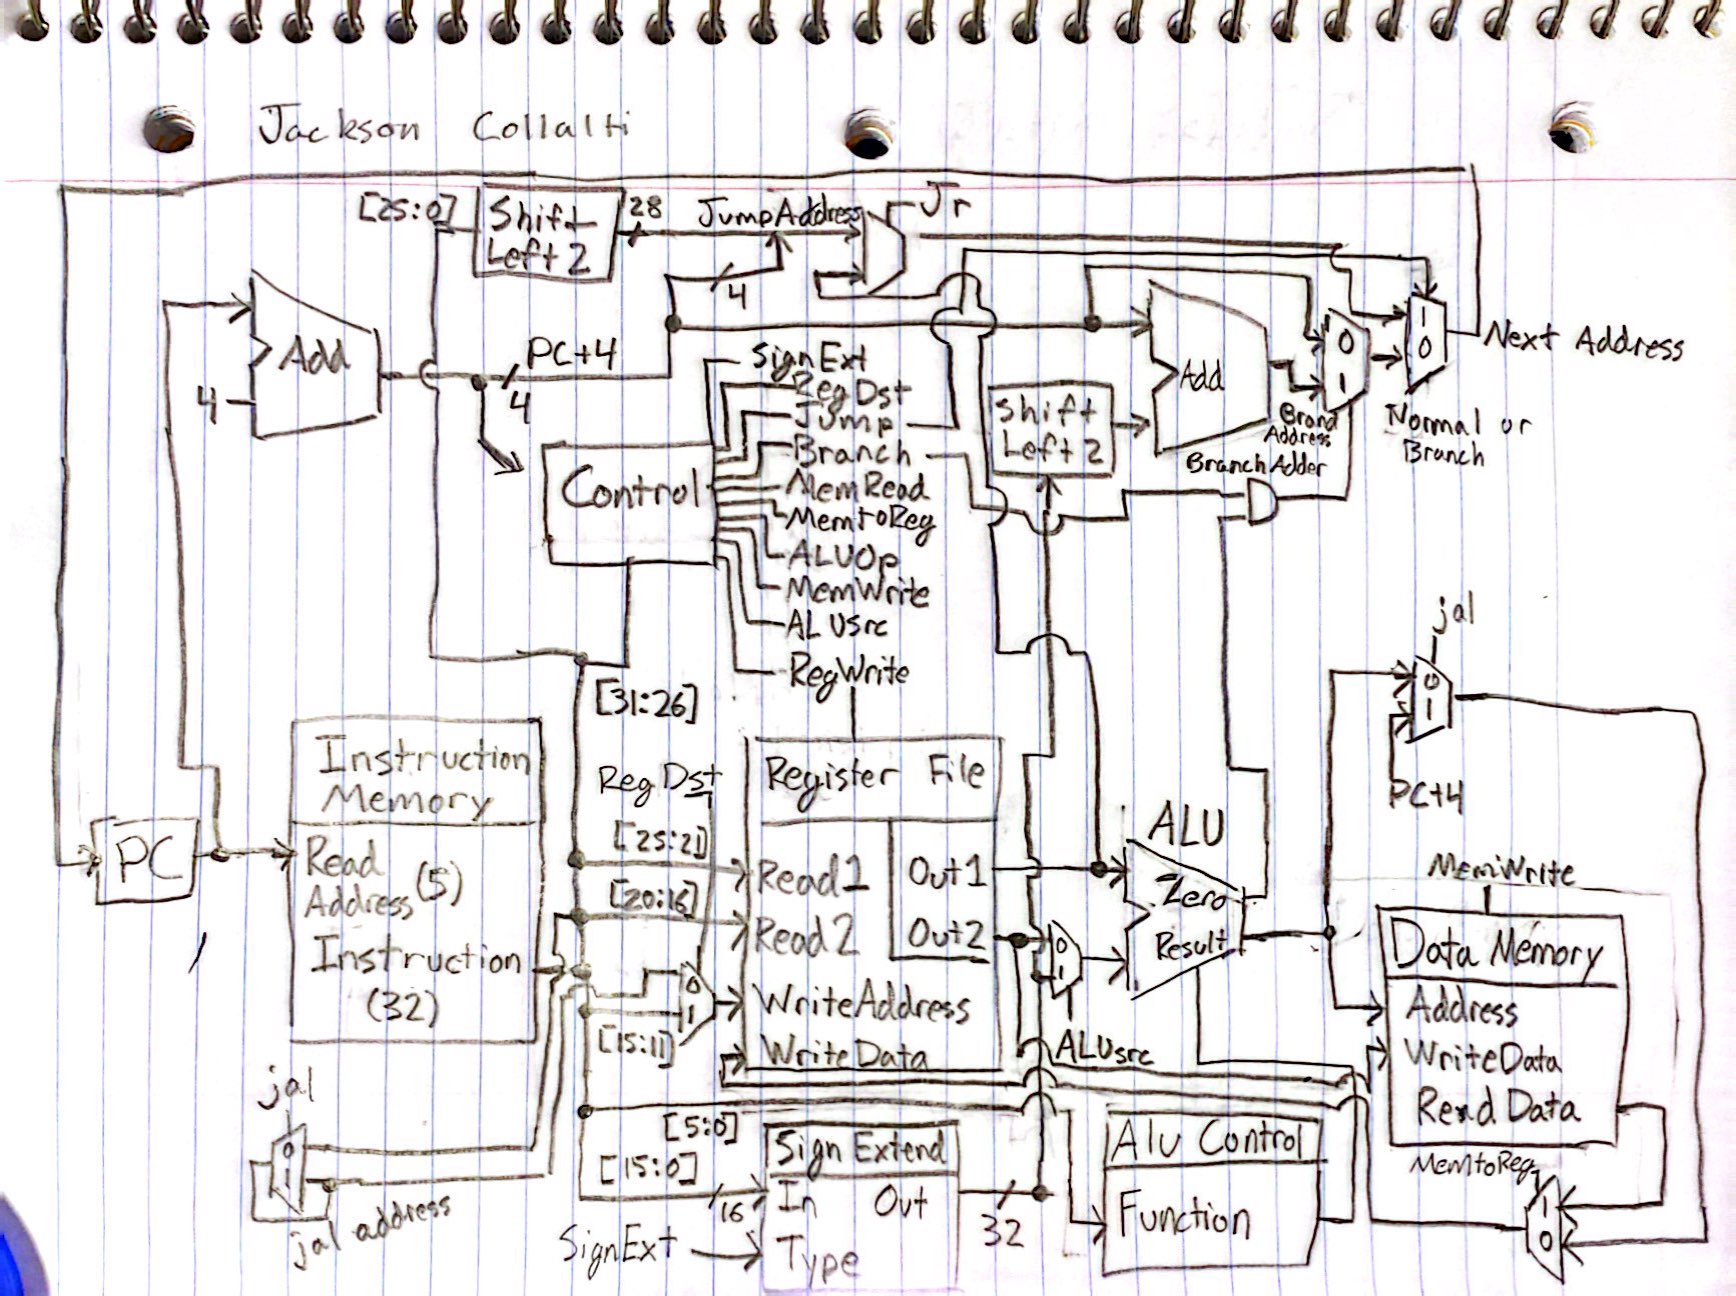 Jackson Collalti
[25:0]
Shift
Left 2
28
JumpAddress
Jr
4
Add
4
PC+4
4
Next Address
1
0
0
1
Add
Shift
Left 2
Address
Branch Adder
Normal or
Branch
Control
SignExt
RegDst
Jump
Branch
MemRead
MemtoReg
ALUOp
MemWrite
ALUsrc
RegWrite
[31:26]
jal
0
1
PC+4
Instruction
Memory
Read
Address (5)
Instruction
(32)
PC
RegDst
[25:21]
[20:16]
0
1
[15:11]
Register File
Read1
Read2
WriteAddress
WriteData
Out1
Out2
0
1
ALUsrc
ALU
Zero
Result
MemWrite
Data Memory
Address
WriteData
Read Data
MemtoReg
1
0
jal
0
1
jal address
[5:0]
[15:0]
16
SignExt
Sign Extend
In Out
Type
32
Alu Control
Function